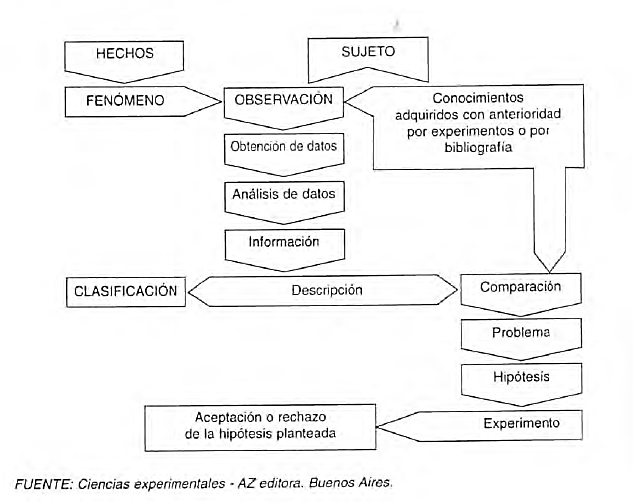 HECHOS
SUJETO
FENÓMENO
OBSERVACIÓN
Conocimientos
adquiridos con anterioridad
por experimentos o por
bibliografía
Obtención de datos
Análisis de datos
Información
CLASIFICACIÓN
Descripción
Comparación
Problema
Hipótesis
Experimento
Aceptación o rechazo
de la hipótesis planteada
FUENTE: Ciencias experimentales - AZ editora. Buenos Aires.